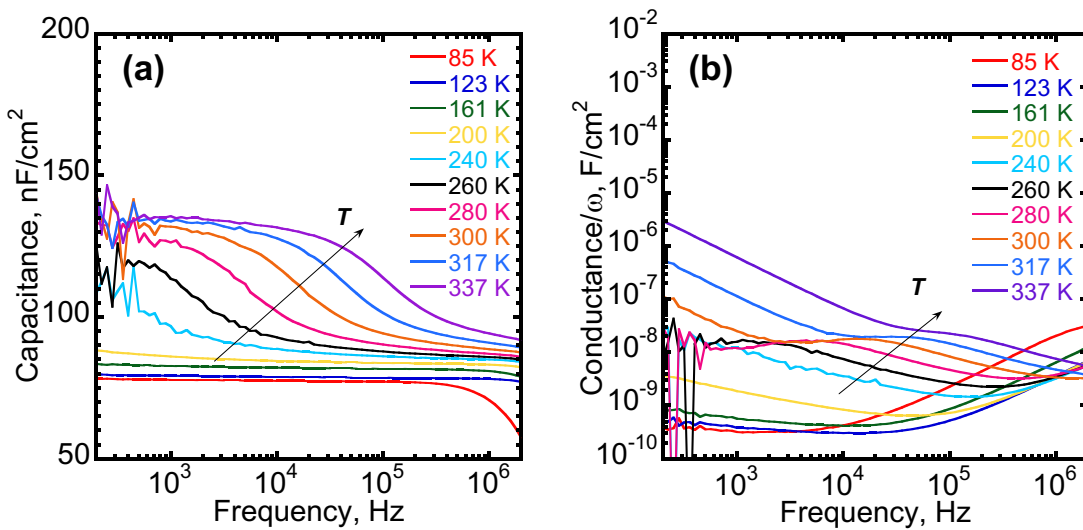 200
150
100
50
Capacitance, nF/cm²
(a)
85 K
123 K
161 K
200 K
240 K
260 K
280 K
300 K
317 K
337 K
T
10³
10⁴
10⁵
10⁶
Frequency, Hz
10⁻²
10⁻³
10⁻⁴
10⁻⁵
10⁻⁶
10⁻⁷
10⁻⁸
10⁻⁹
10⁻¹⁰
Conductance/ω, F/cm²
(b)
85 K
123 K
161 K
200 K
240 K
260 K
280 K
300 K
317 K
337 K
T
10³
10⁴
10⁵
10⁶
Frequency, Hz